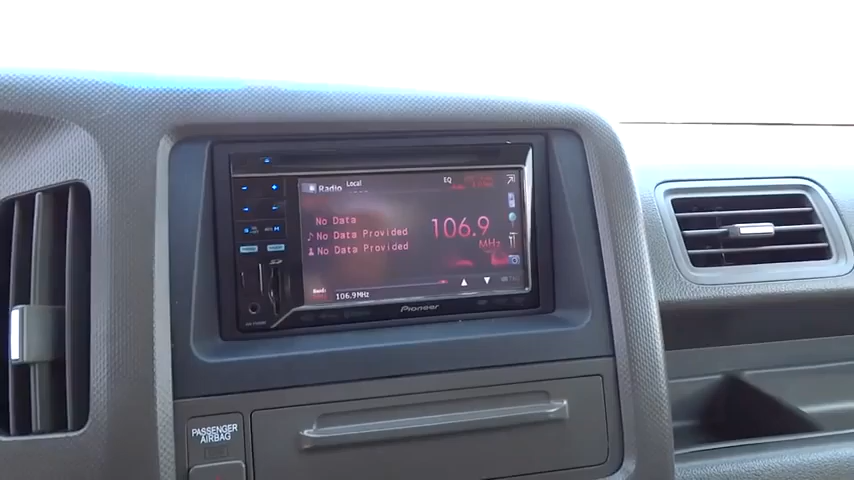 Radio
Local
EQ
No Data
No Data Provided
No Data Provided
106.9
MHz
Band:
106.9MHz
Pioneer
PASSENGER
AIRBAG